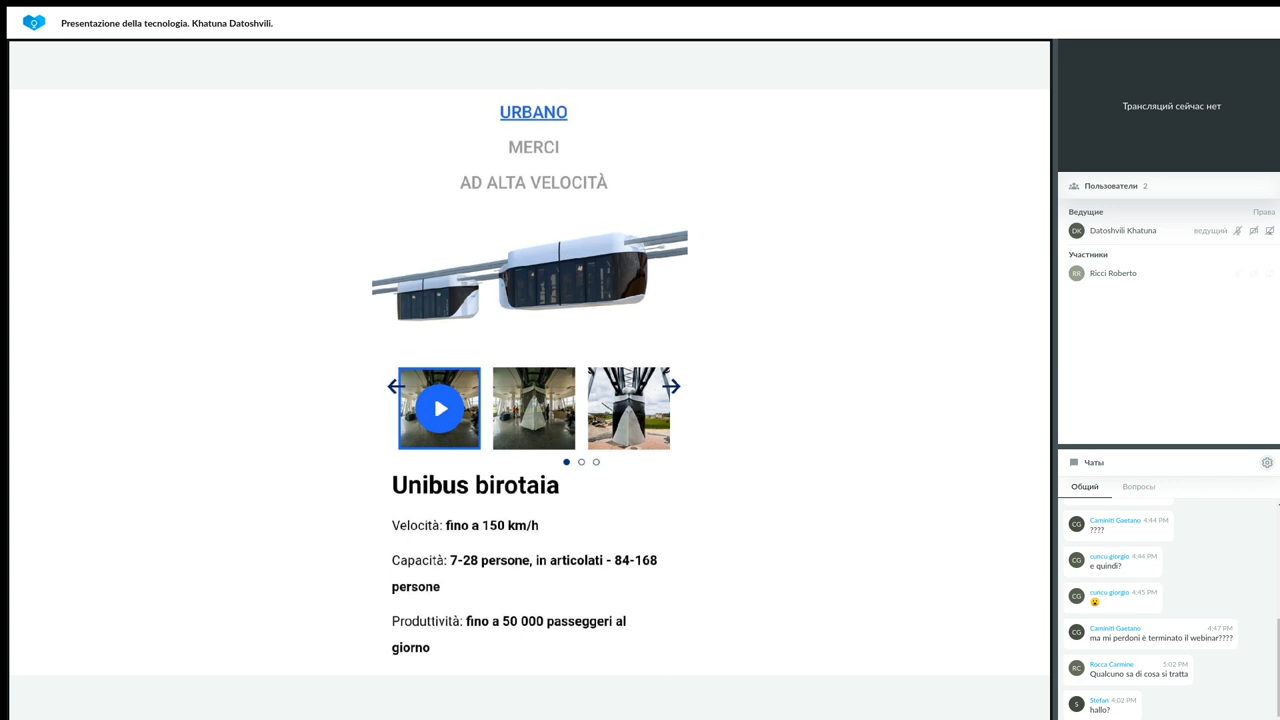 Presentazione della tecnologia. Khatuna Datoshvili.
URBANO
MERCI
AD ALTA VELOCITÀ
Unibus birotaia
Velocità: fino a 150 km/h
Capacità: 7-28 persone, in articolati - 84-168
persone
Produttività: fino a 50 000 passeggeri al
giorno
Трансляций сейчас нет
Пользователи 2
Ведущие Права
DK Datoshvili Khatuna ведущий
Участники
RR Ricci Roberto
Чаты
Общий Вопросы
CG Caminiti Gaetano 4:44 PM
????
CG cuncu giorgio 4:44 PM
e quindi?
CG cuncu giorgio 4:45 PM
😮
CG Caminiti Gaetano 4:47 PM
ma mi perdoni è terminato il webinar????
RC Rocca Carmine 5:02 PM
Qualcuno sa di cosa si tratta
S Stefan 4:02 PM
hallo?